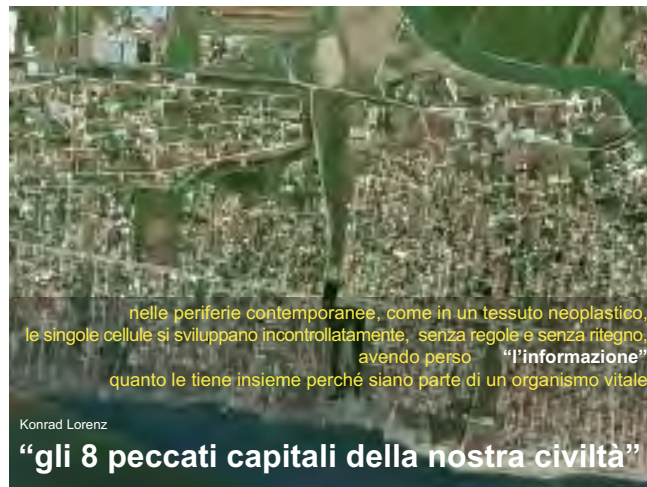 nelle periferie contemporanee, come in un tessuto neoplastico,
le singole cellule si sviluppano incontrollatamente, senza regole e senza ritegno,
avendo perso “l’informazione”
quanto le tiene insieme perché siano parte di un organismo vitale
Konrad Lorenz
“gli 8 peccati capitali della nostra civiltà”